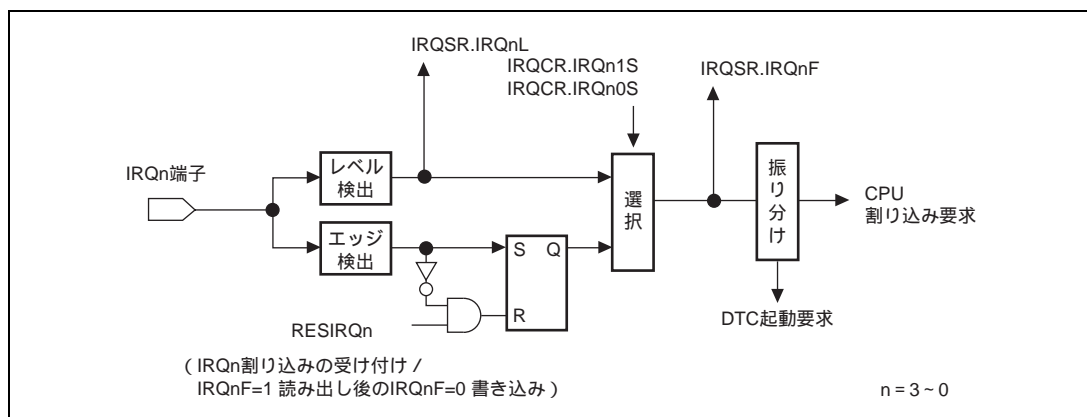 IRQSR.IRQnL
IRQCR.IRQn1S
IRQCR.IRQn0S
IRQSR.IRQnF
IRQn端子
レベル
検出
エッジ
検出
S Q
R
選択
振り分け
CPU
割り込み要求
DTC起動要求
RESIRQn
( IRQn割り込みの受け付け /
IRQnF=1 読み出し後のIRQnF=0 書き込み )
n = 3 ~ 0